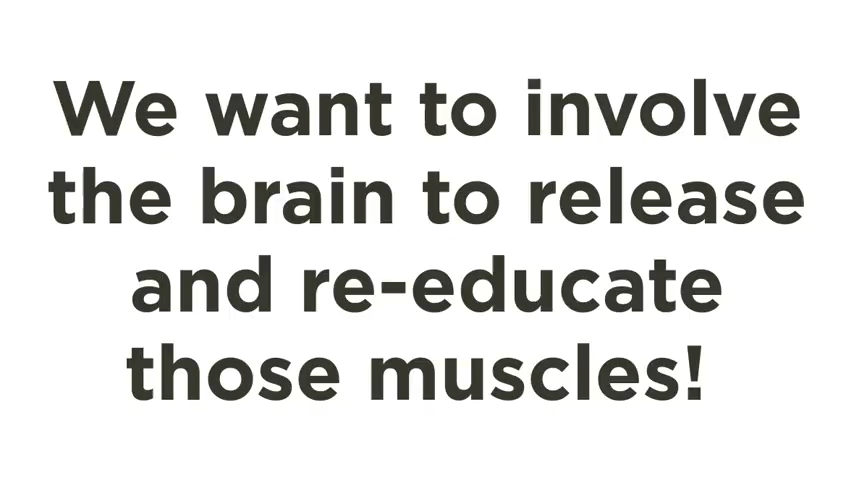 We want to involve
the brain to release
and re-educate
those muscles!